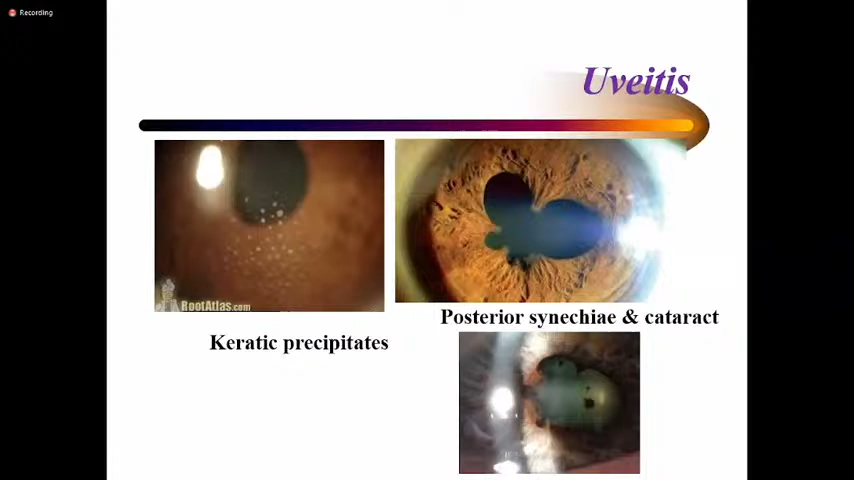 Recording
Uveitis
RootAtlas.com
Posterior synechiae & cataract
Keratic precipitates